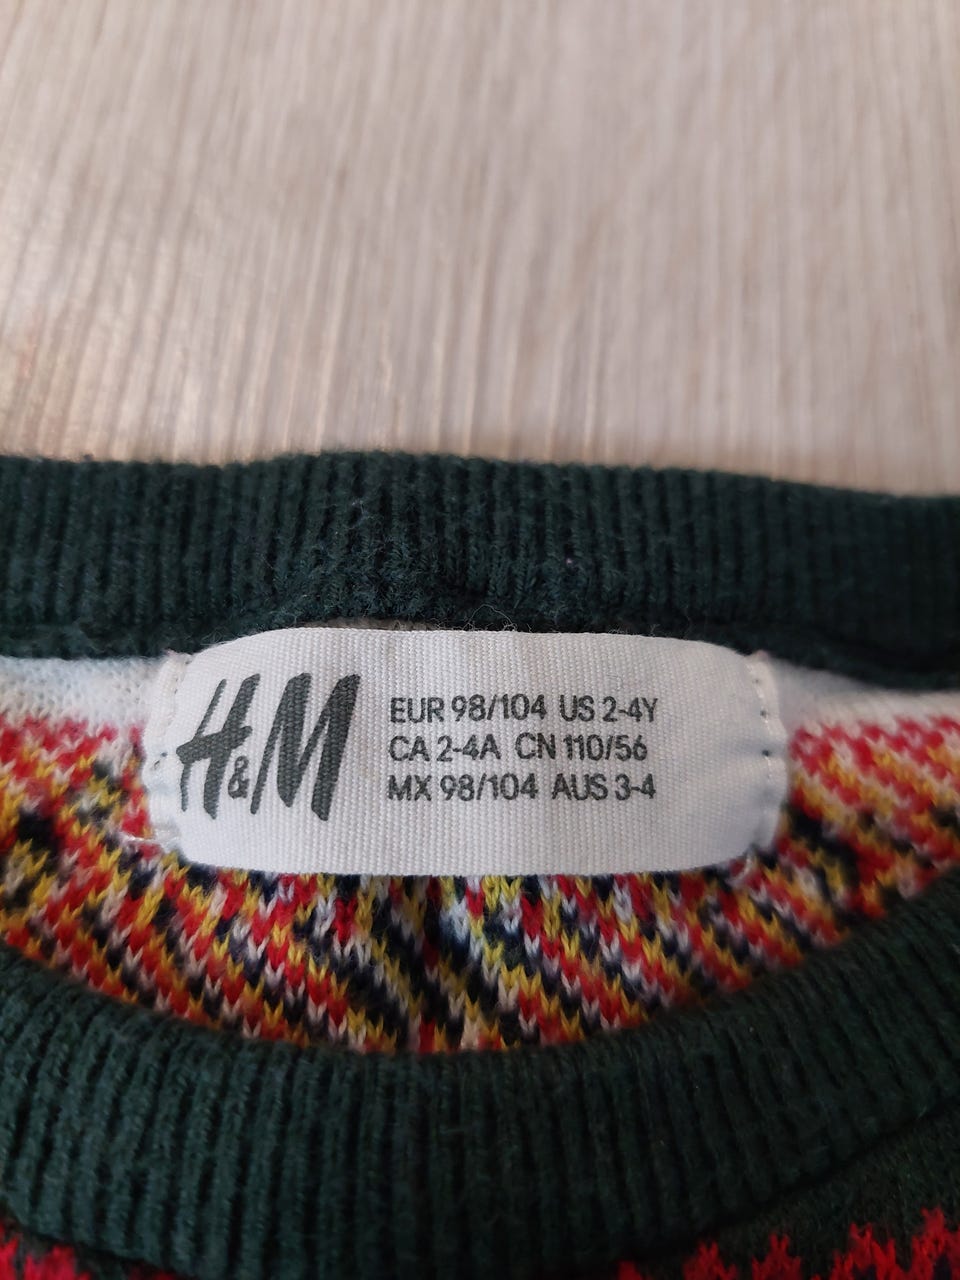 H&M
EUR 98/104 US 2-4Y
CA 2-4A CN 110/56
MX 98/104 AUS 3-4